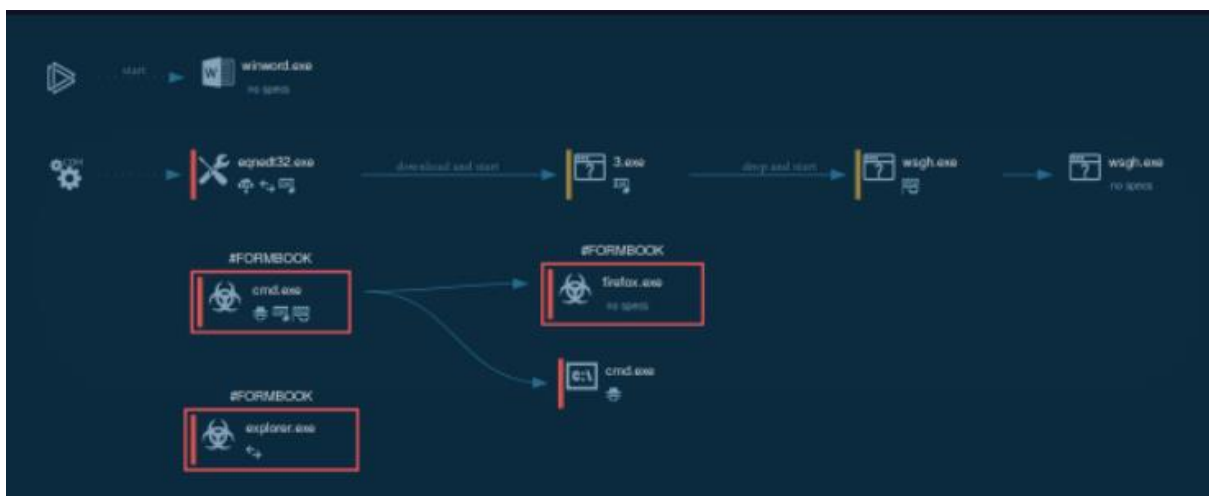 start
winword.exe
no specs
COM
eqnedt32.exe
download and start
3.exe
drop and start
wsgh.exe
wsgh.exe
no specs
#FORMBOOK
cmd.exe
#FORMBOOK
firefox.exe
no specs
C:\
cmd.exe
#FORMBOOK
explorer.exe